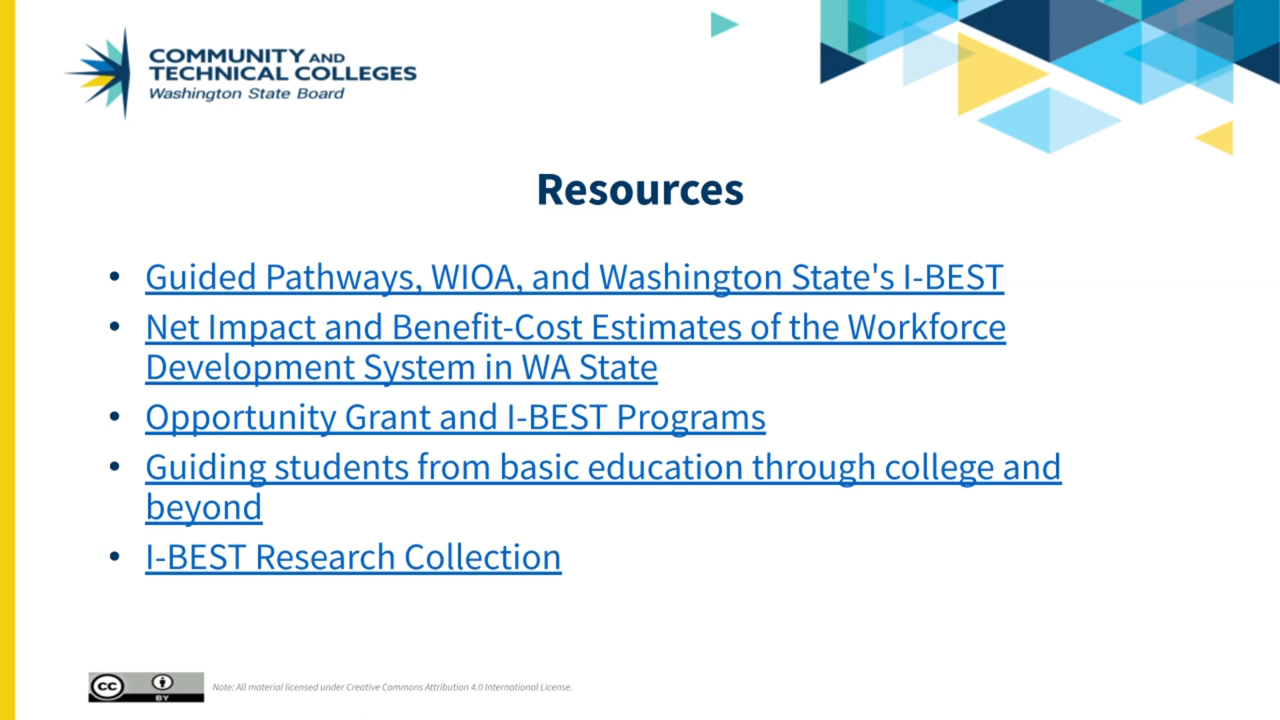 COMMUNITY AND
TECHNICAL COLLEGES
Washington State Board
Resources
• Guided Pathways, WIOA, and Washington State's I-BEST
• Net Impact and Benefit-Cost Estimates of the Workforce
Development System in WA State
• Opportunity Grant and I-BEST Programs
• Guiding students from basic education through college and
beyond
• I-BEST Research Collection
cc BY
Note: All material licensed under Creative Commons Attribution 4.0 International License.